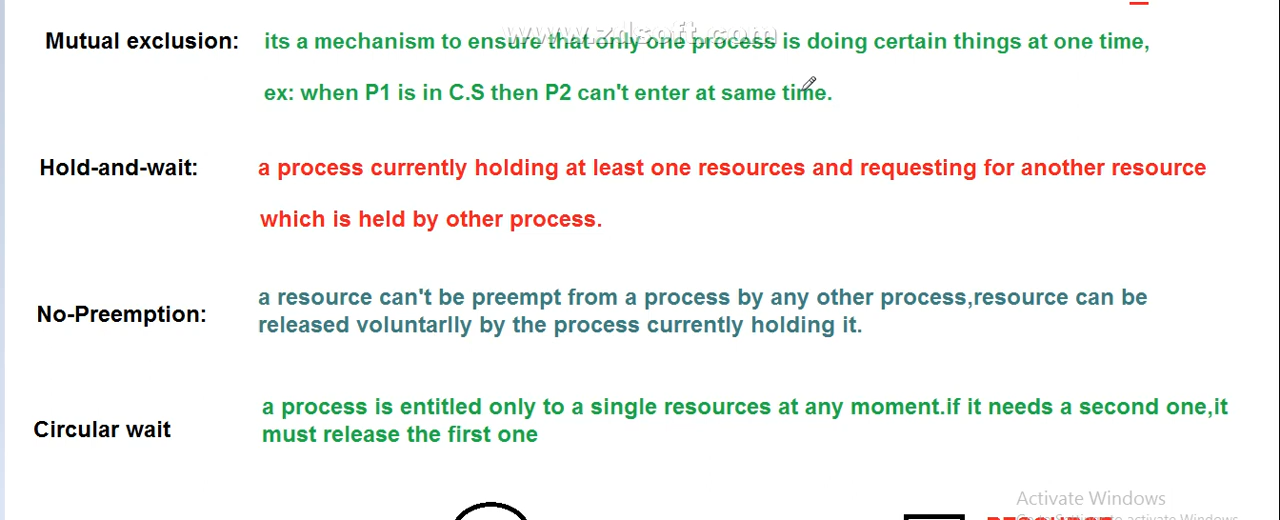 www.zdsoft.com
Mutual exclusion: its a mechanism to ensure that only one process is doing certain things at one time,
ex: when P1 is in C.S then P2 can't enter at same time.
Hold-and-wait: a process currently holding at least one resources and requesting for another resource
which is held by other process.
No-Preemption: a resource can't be preempt from a process by any other process,resource can be
released voluntarlly by the process currently holding it.
Circular wait a process is entitled only to a single resources at any moment.if it needs a second one,it
must release the first one
Activate Windows